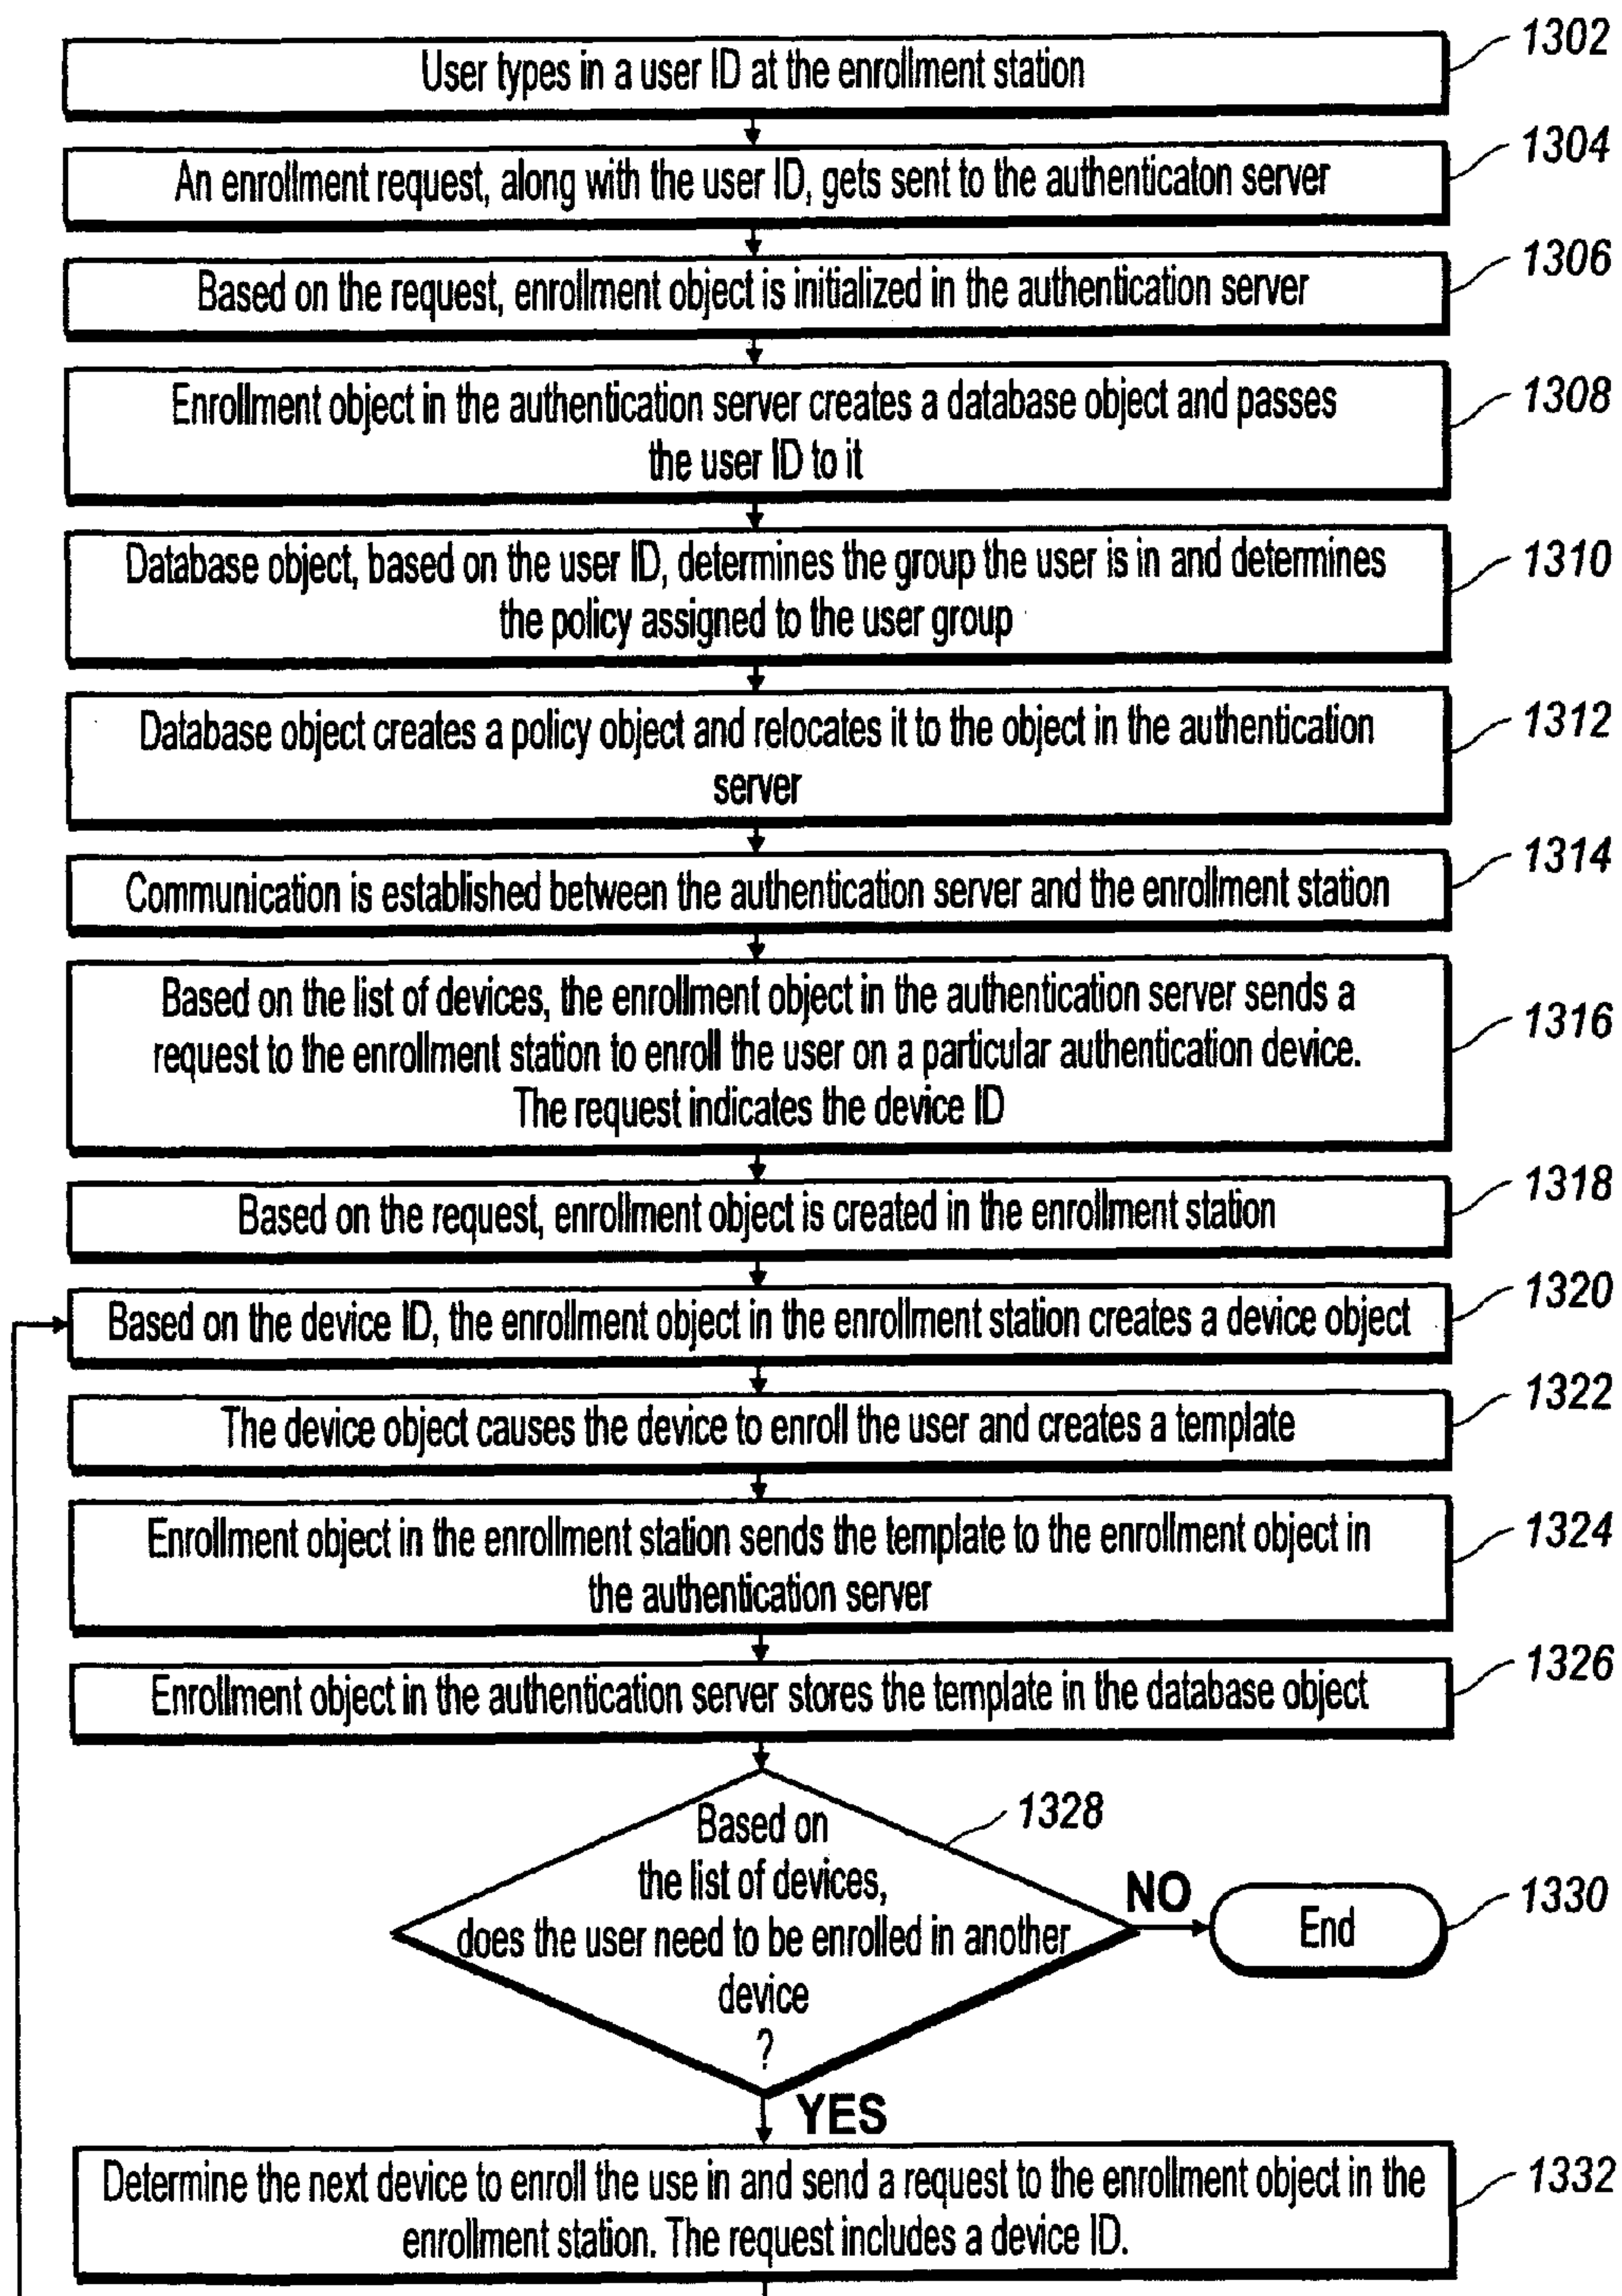 User types in a user ID at the enrollment station
1302
An enrollment request, along with the user ID, gets sent to the authenticaton server
1304
Based on the request, enrollment object is initialized in the authentication server
1306
Enrollment object in the authentication server creates a database object and passes
the user ID to it
1308
Database object, based on the user ID, determines the group the user is in and determines
the policy assigned to the user group
1310
Database object creates a policy object and relocates it to the object in the authentication
server
1312
Communication is established between the authentication server and the enrollment station
1314
Based on the list of devices, the enrollment object in the authentication server sends a
request to the enrollment station to enroll the user on a particular authentication device.
The request indicates the device ID
1316
Based on the request, enrollment object is created in the enrollment station
1318
Based on the device ID, the enrollment object in the enrollment station creates a device object
1320
The device object causes the device to enroll the user and creates a template
1322
Enrollment object in the enrollment station sends the template to the enrollment object in
the authentication server
1324
Enrollment object in the authentication server stores the template in the database object
1326
Based on
the list of devices,
does the user need to be enrolled in another
device
?
1328
NO
End
1330
YES
Determine the next device to enroll the use in and send a request to the enrollment object in the
enrollment station. The request includes a device ID.
1332